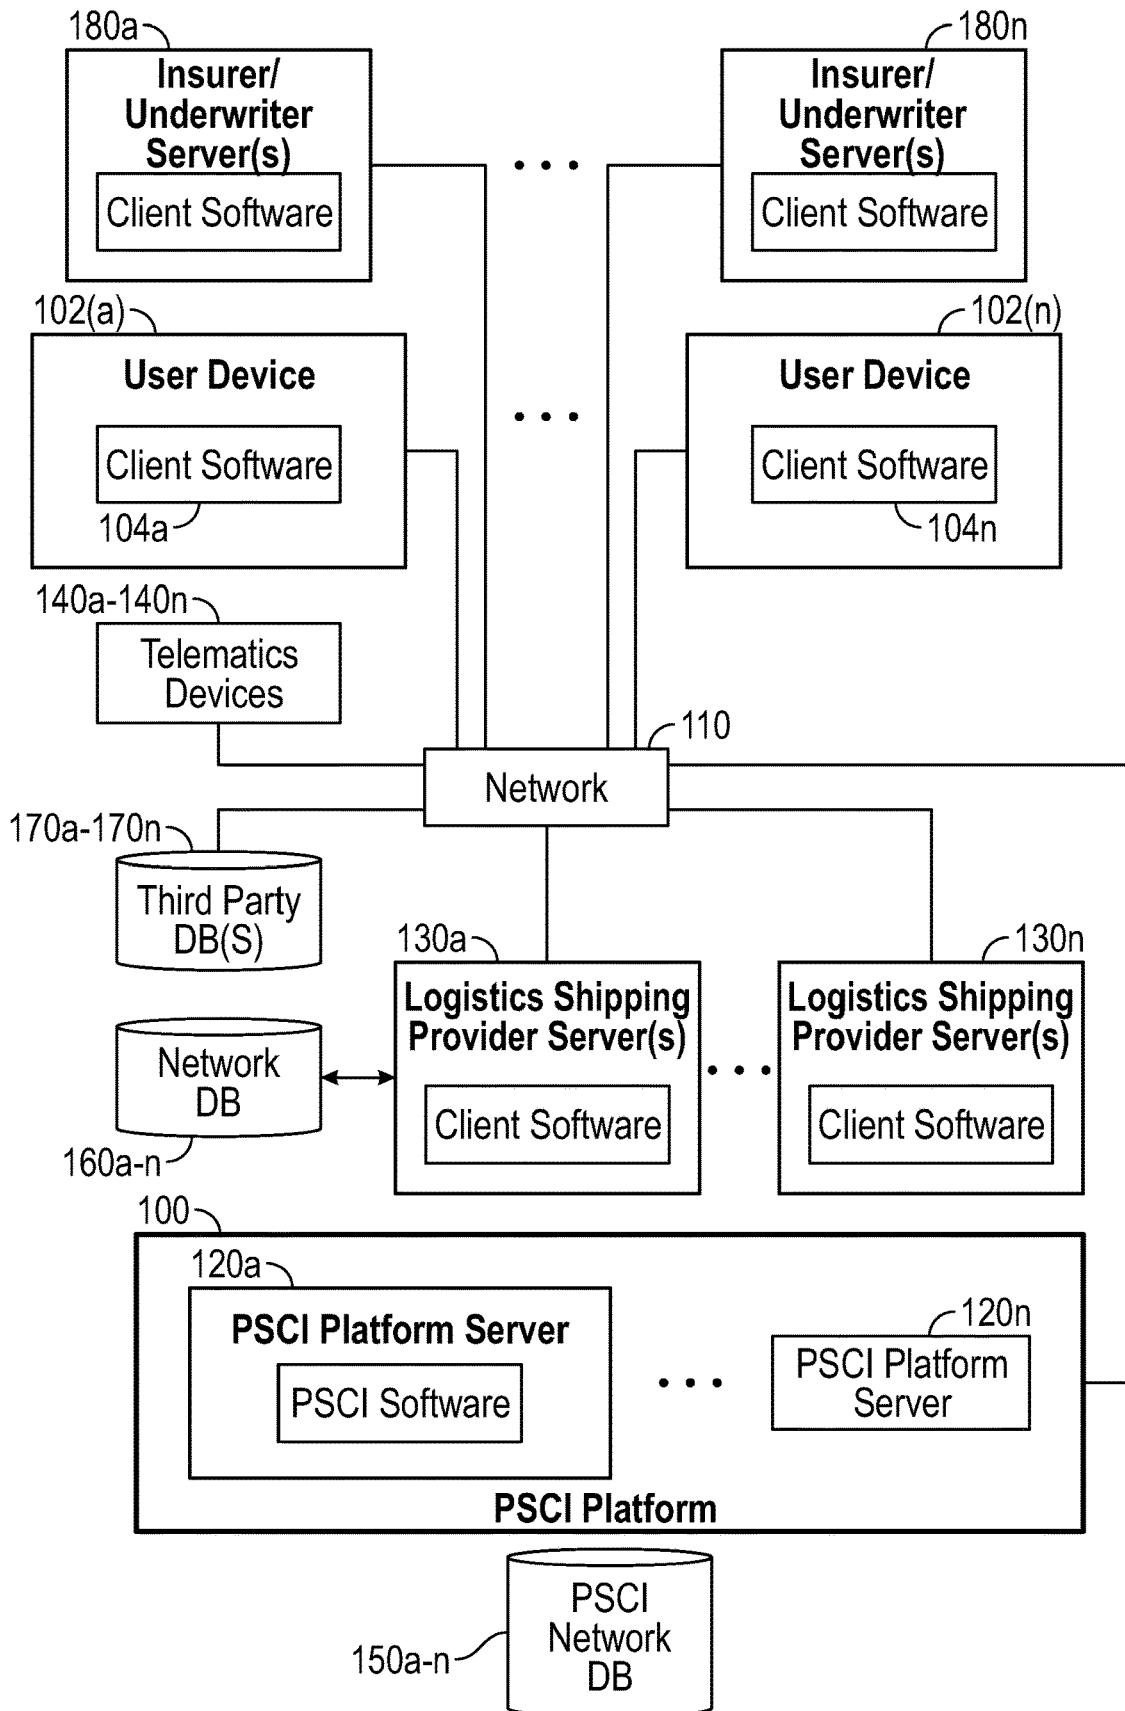 180a
180n
Insurer/
Underwriter
Server(s)
Client Software
Insurer/
Underwriter
Server(s)
Client Software
102(a)
102(n)
User Device
Client Software
104a
User Device
Client Software
104n
140a-140n
Telematics
Devices
110
Network
170a-170n
Third Party
DB(S)
130a
130n
Logistics Shipping
Provider Server(s)
Client Software
Logistics Shipping
Provider Server(s)
Client Software
Network
DB
160a-n
100
120a
PSCI Platform Server
PSCI Software
120n
PSCI Platform
Server
PSCI Platform
PSCI
Network
DB
150a-n